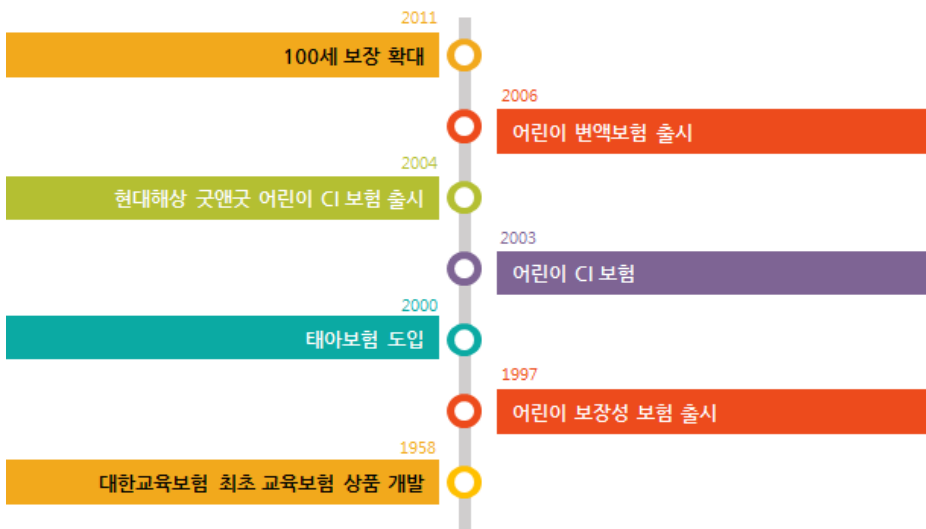 2011
100세 보장 확대
2006
어린이 변액보험 출시
2004
현대해상 굿앤굿 어린이 CI 보험 출시
2003
어린이 CI 보험
2000
태아보험 도입
1997
어린이 보장성 보험 출시
1958
대한교육보험 최초 교육보험 상품 개발